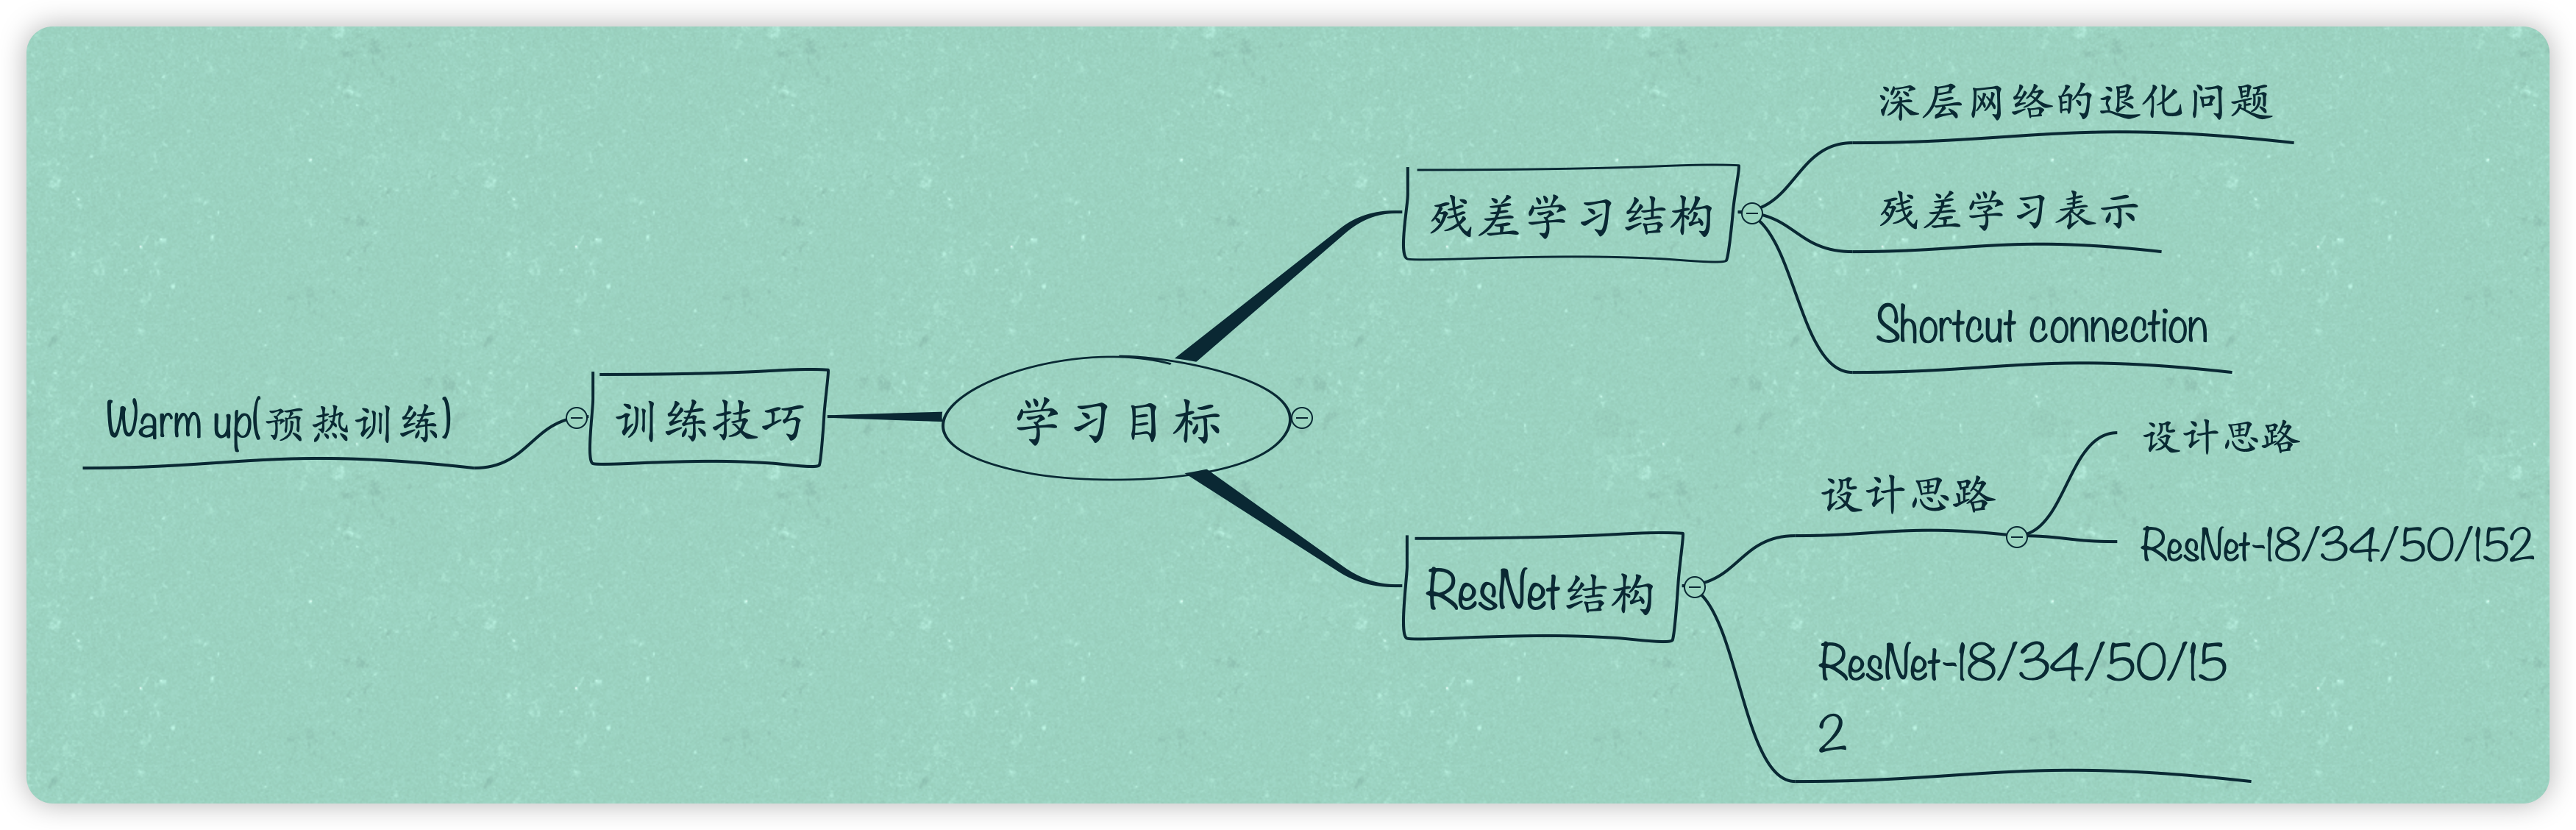 深层网络的退化问题
残差学习结构
残差学习表示
Shortcut connection
Warm up(预热训练)
训练技巧
学习目标
设计思路
设计思路
ResNet-18/34/50/152
ResNet结构
ResNet-18/34/50/15
2